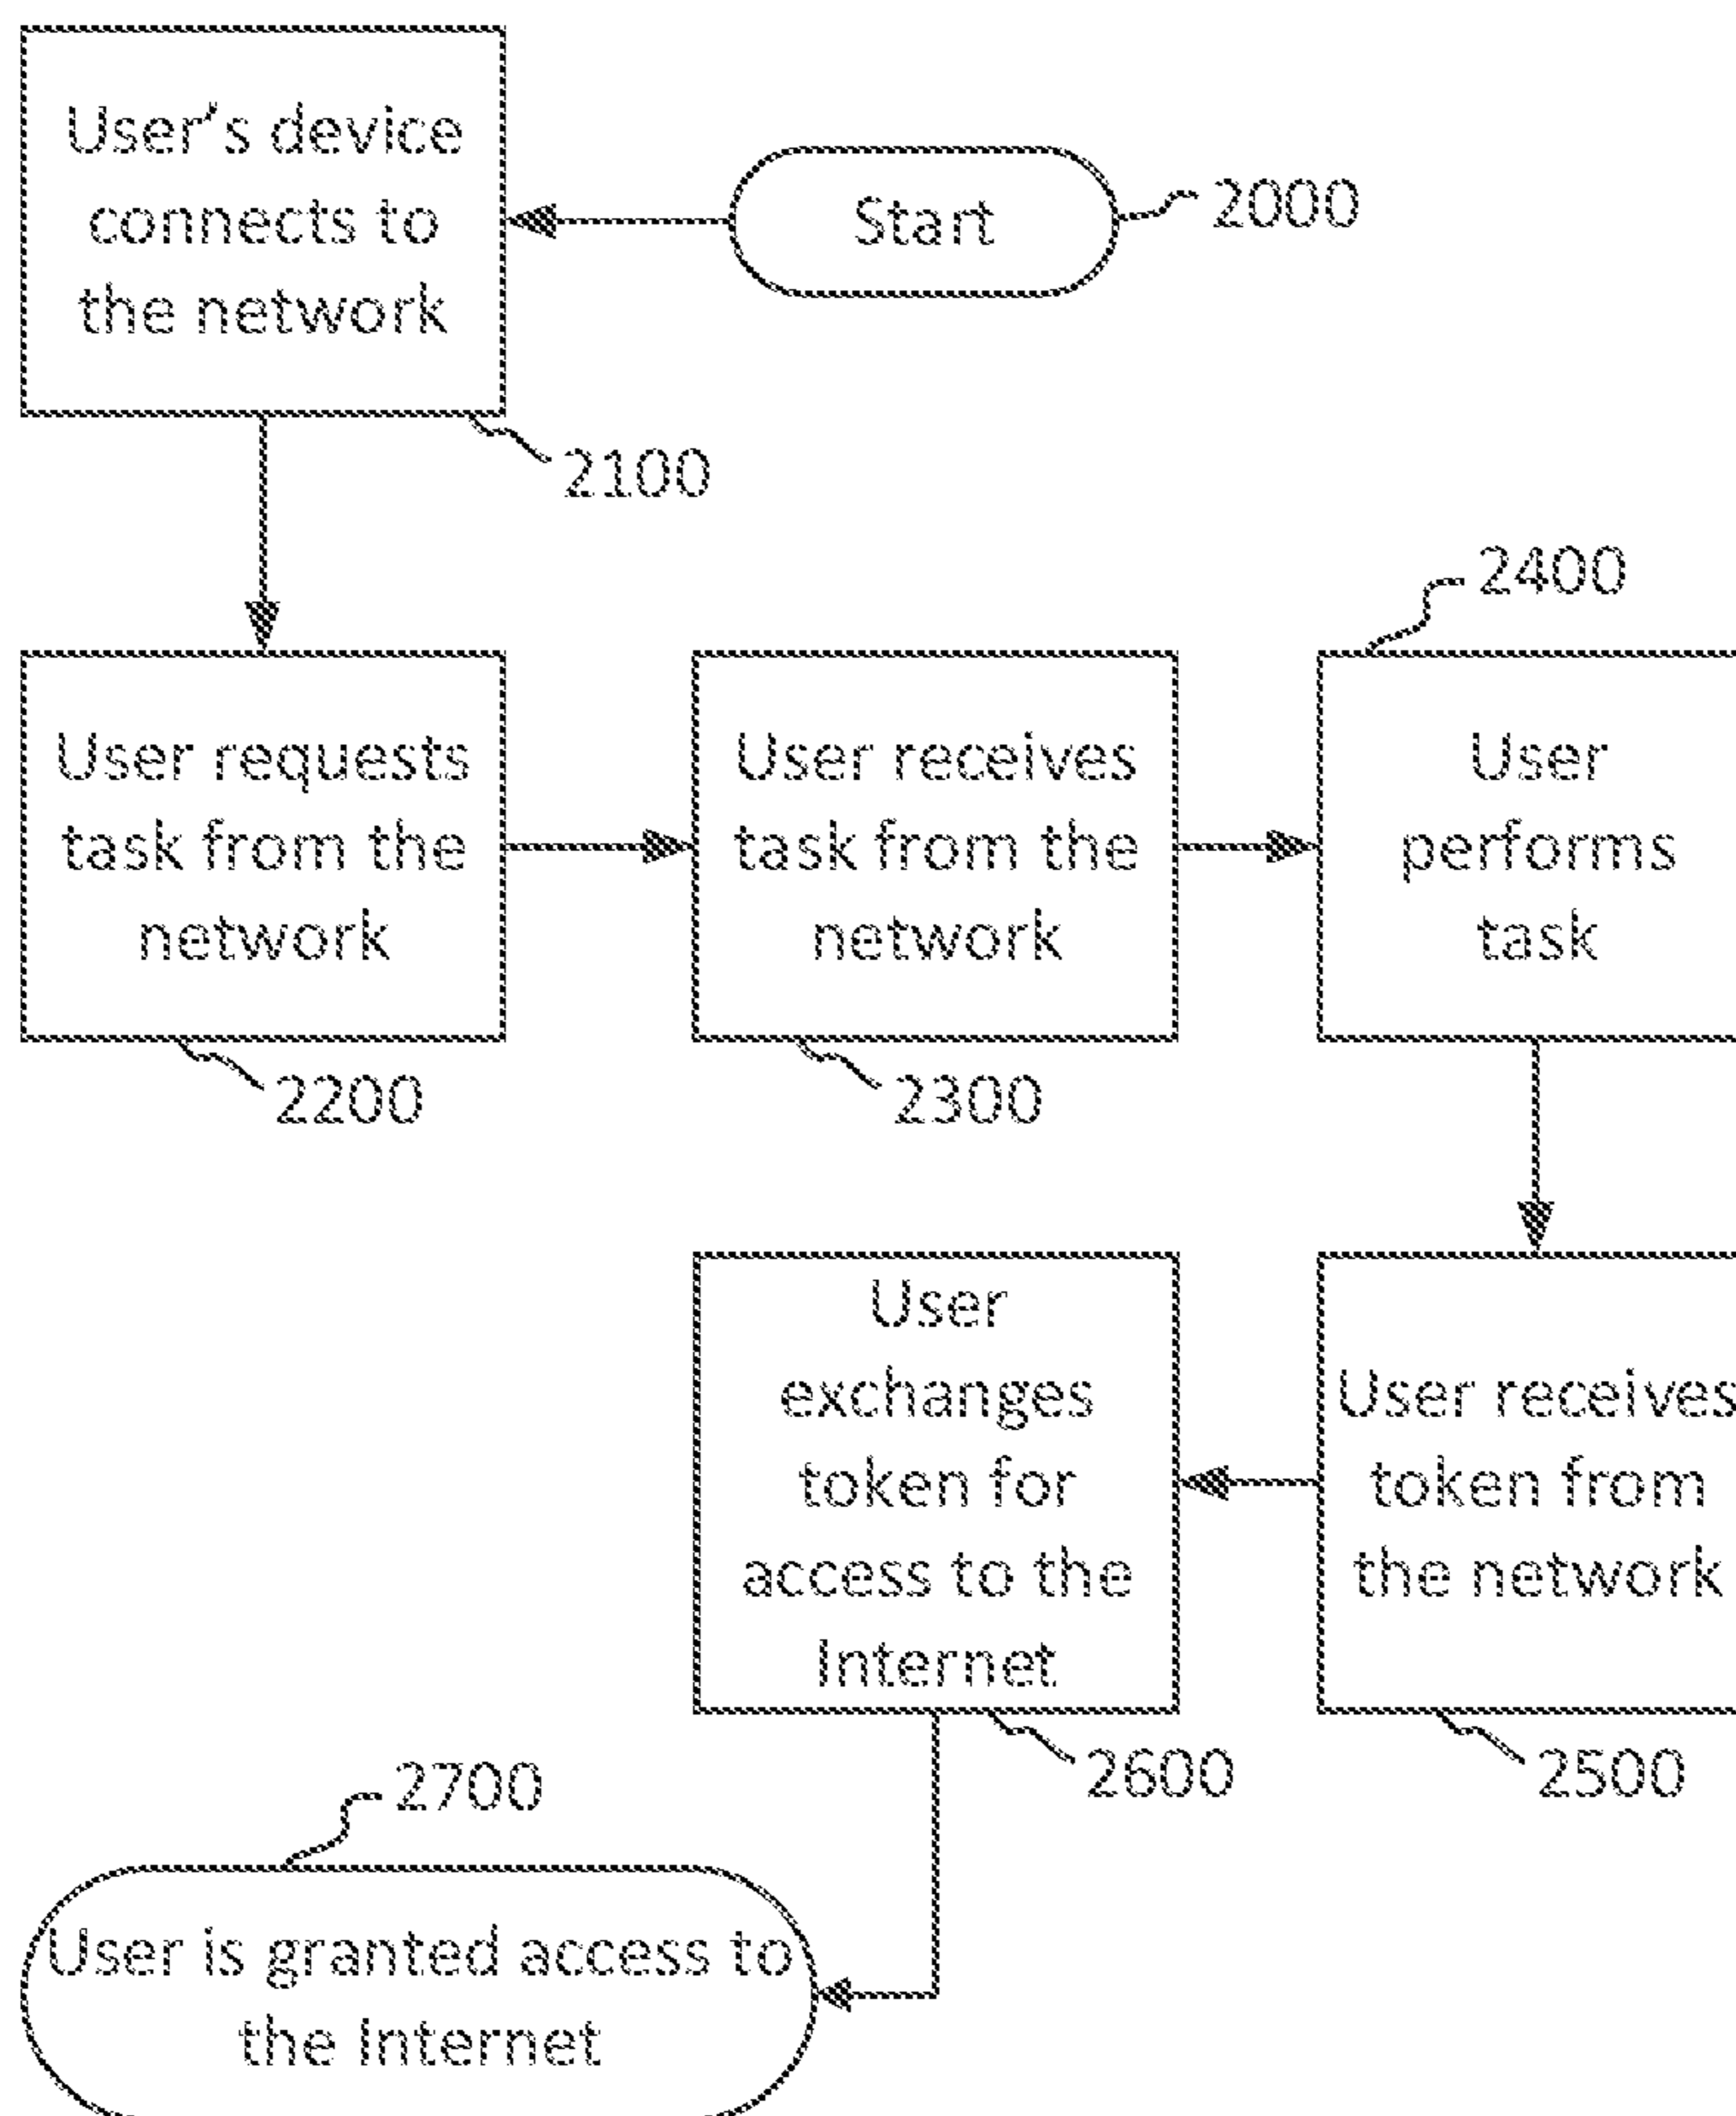 User's device
connects to
the network
Start
2000
2100
2400
User requests
task from the
network
User receives
task from the
network
User
performs
task
2200
2300
User
exchanges
token for
access to the
Internet
User receives
token from
the network
2600
2500
2700
User is granted access to
the Internet